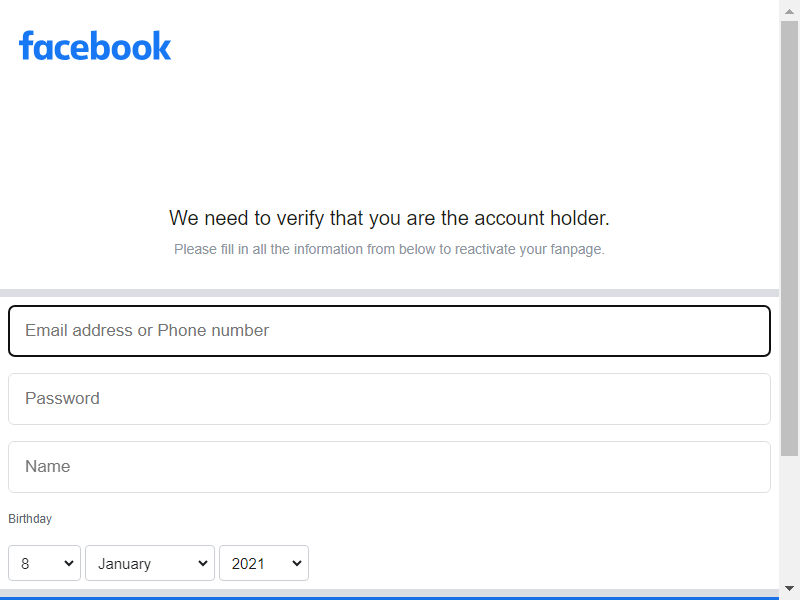 facebook
We need to verify that you are the account holder.
Please fill in all the information from below to reactivate your fanpage.
Email address or Phone number
Password
Name
Birthday
8 January 2021